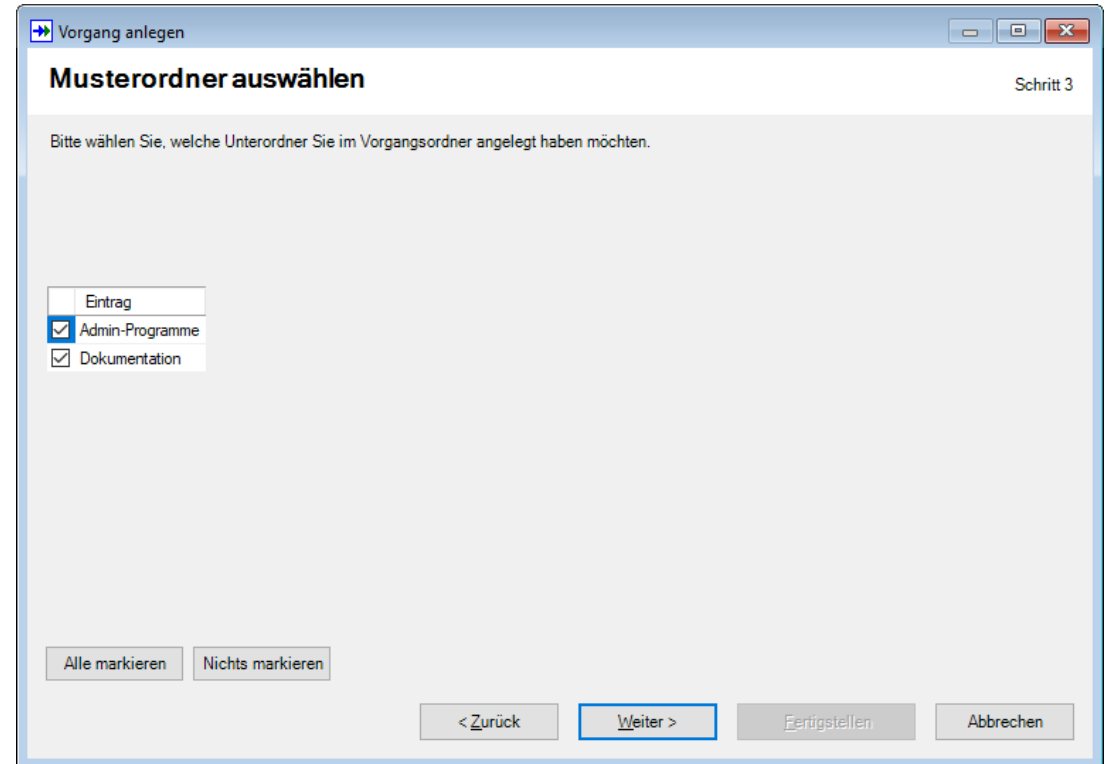 Vorgang anlegen
Musterordner auswählen
Schritt 3
Bitte wählen Sie, welche Unterordner Sie im Vorgangsordner angelegt haben möchten.
Eintrag
Admin-Programme
Dokumentation
Alle markieren Nichts markieren
< Zurück Weiter > Fertigstellen Abbrechen